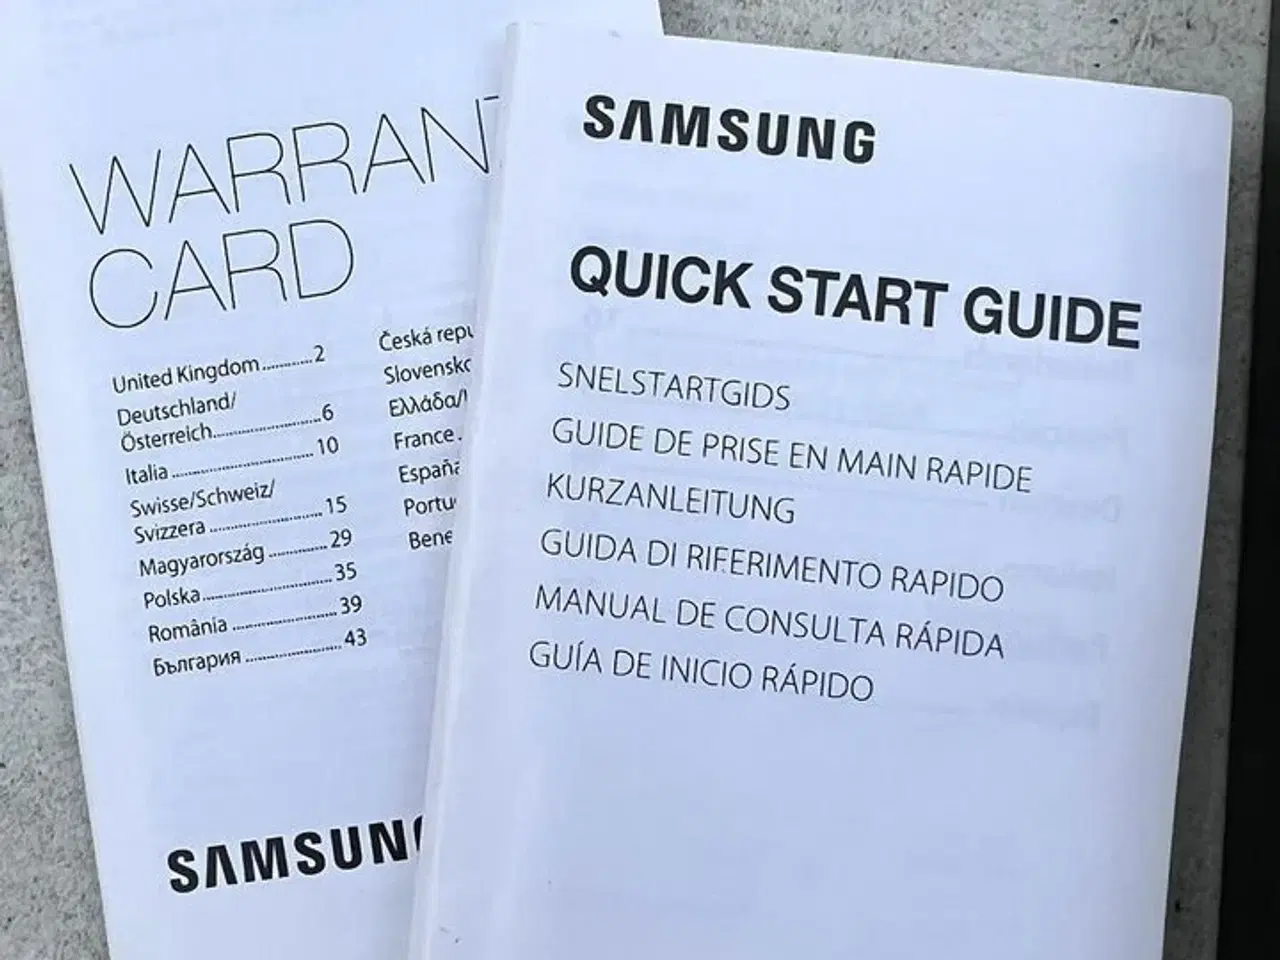 WARRANT
CARD
United Kingdom ............ 2
Deutschland/
Österreich ......................... 6
Italia ................................. 10
Swisse/Schweiz/
Svizzera .......................... 15
Magyarország .............. 29
Polska .............................. 35
România ......................... 39
България ...................... 43
Česká
Slovensko
Ελλάδα/
France
España
SAMSUNG
SAMSUNG
QUICK START GUIDE
SNELSTARTGIDS
GUIDE DE PRISE EN MAIN RAPIDE
KURZANLEITUNG
GUIDA DI RIFERIMENTO RAPIDO
MANUAL DE CONSULTA RÁPIDA
GUÍA DE INICIO RÁPIDO